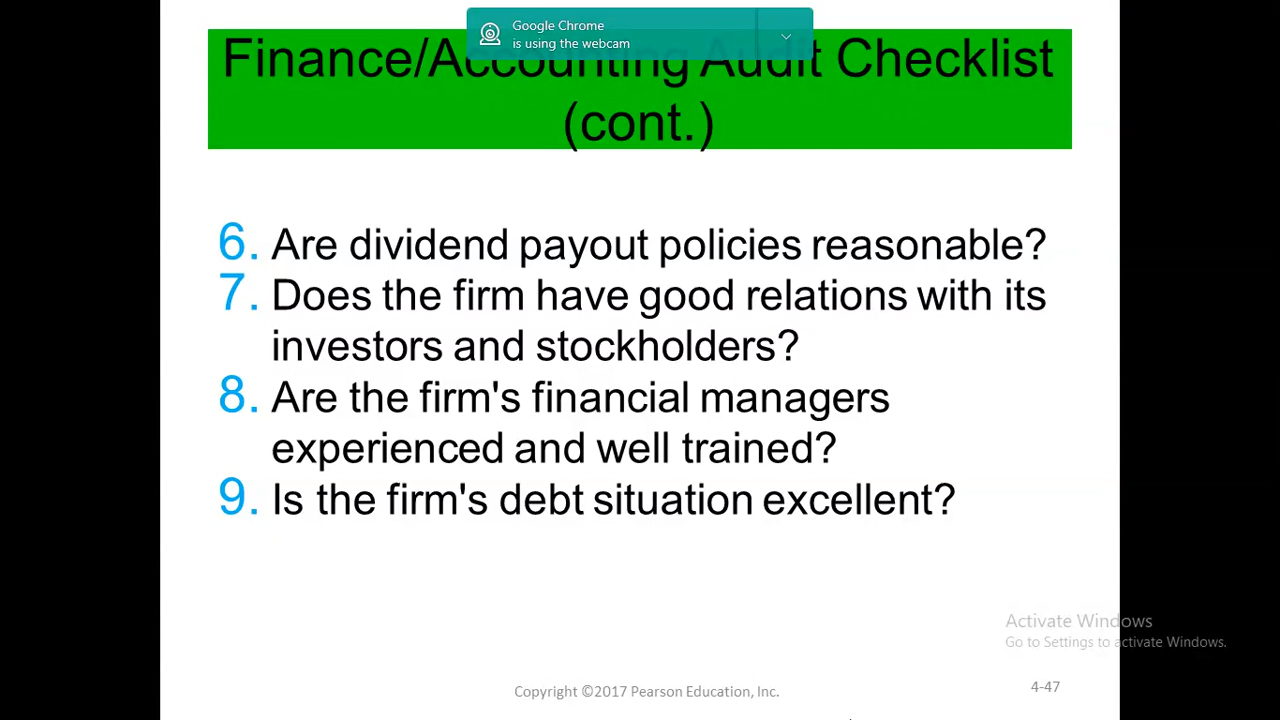 Google Chrome
is using the webcam
Finance/Accounting Audit Checklist
(cont.)
6. Are dividend payout policies reasonable?
7. Does the firm have good relations with its
investors and stockholders?
8. Are the firm's financial managers
experienced and well trained?
9. Is the firm's debt situation excellent?
Activate Windows
Go to Settings to activate Windows.
Copyright ©2017 Pearson Education, Inc.
4-47